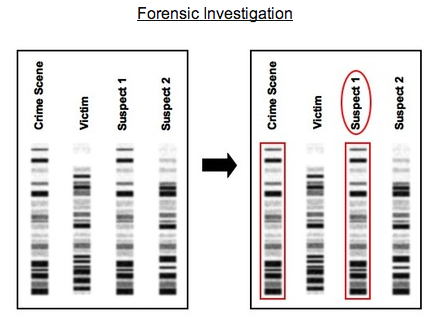 Forensic Investigation
Crime Scene
Victim
Suspect 1
Suspect 2
Crime Scene
Victim
Suspect 1
Suspect 2